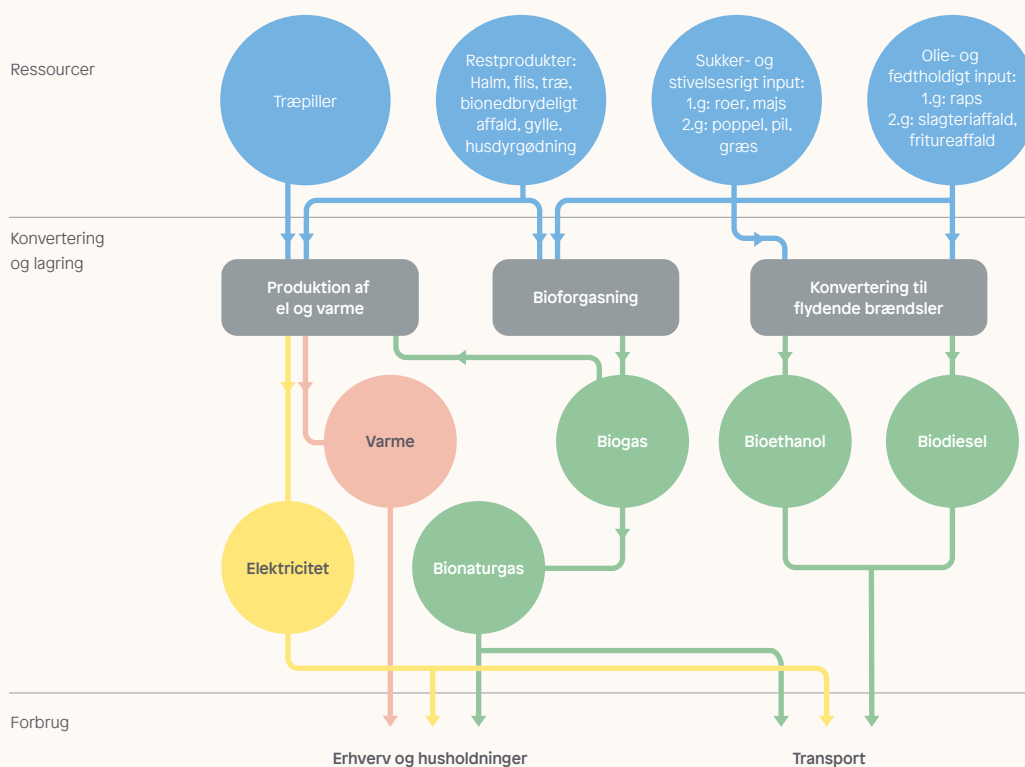 Ressourcer
Træpiller
Restprodukter:
Halm, flis, træ,
bionedbrydeligt
affald, gylle,
husdyrgødning
Sukker- og
stivelsesrigt input:
1.g: roer, majs
2.g: poppel, pil,
græs
Olie- og
fedtholdigt input:
1.g: raps
2.g: slagteriaffald,
fritureaffald
Konvertering
og lagring
Produktion af
el og varme
Bioforgasning
Konvertering til
flydende brændsler
Varme
Biogas
Bioethanol
Biodiesel
Elektricitet
Bionaturgas
Forbrug
Erhverv og husholdninger
Transport